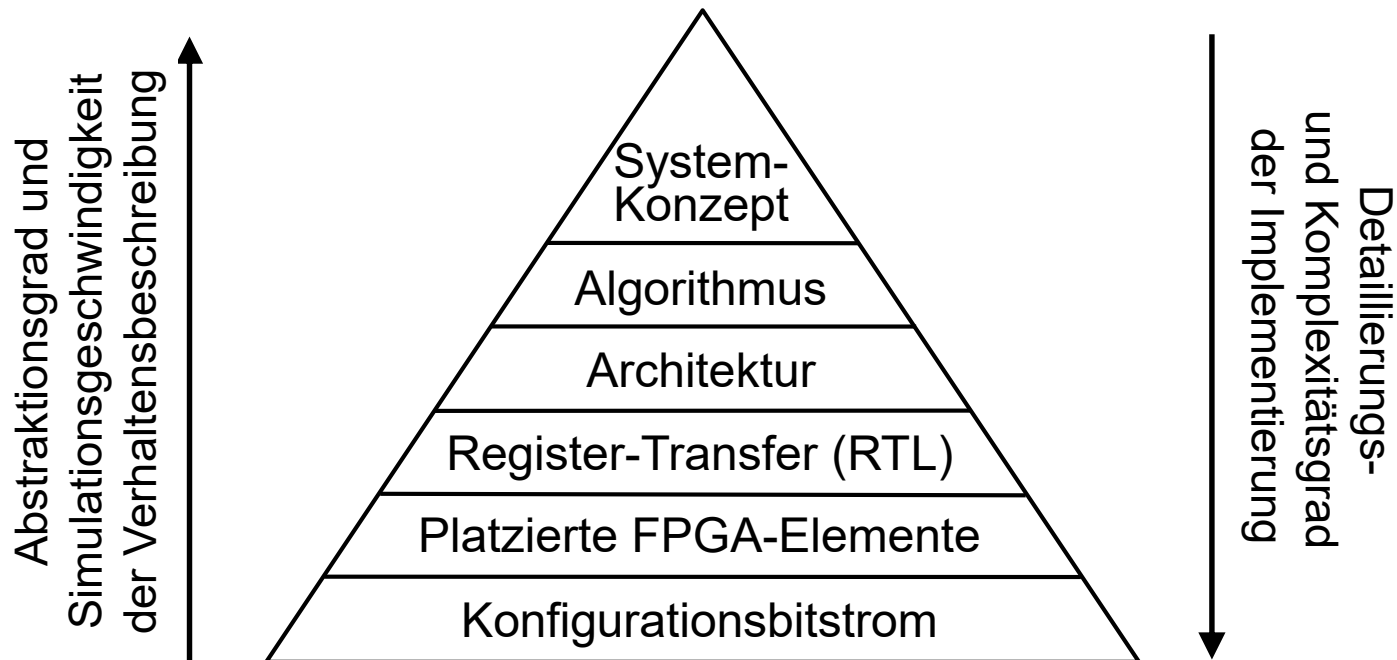 Abstraktionsgrad und
Simulationsgeschwindigkeit
der Verhaltensbeschreibung
System-
Konzept
Algorithmus
Architektur
Register-Transfer (RTL)
Platzierte FPGA-Elemente
Konfigurationsbitstrom
Detaillierungs-
und Komplexitätsgrad
der Implementierung